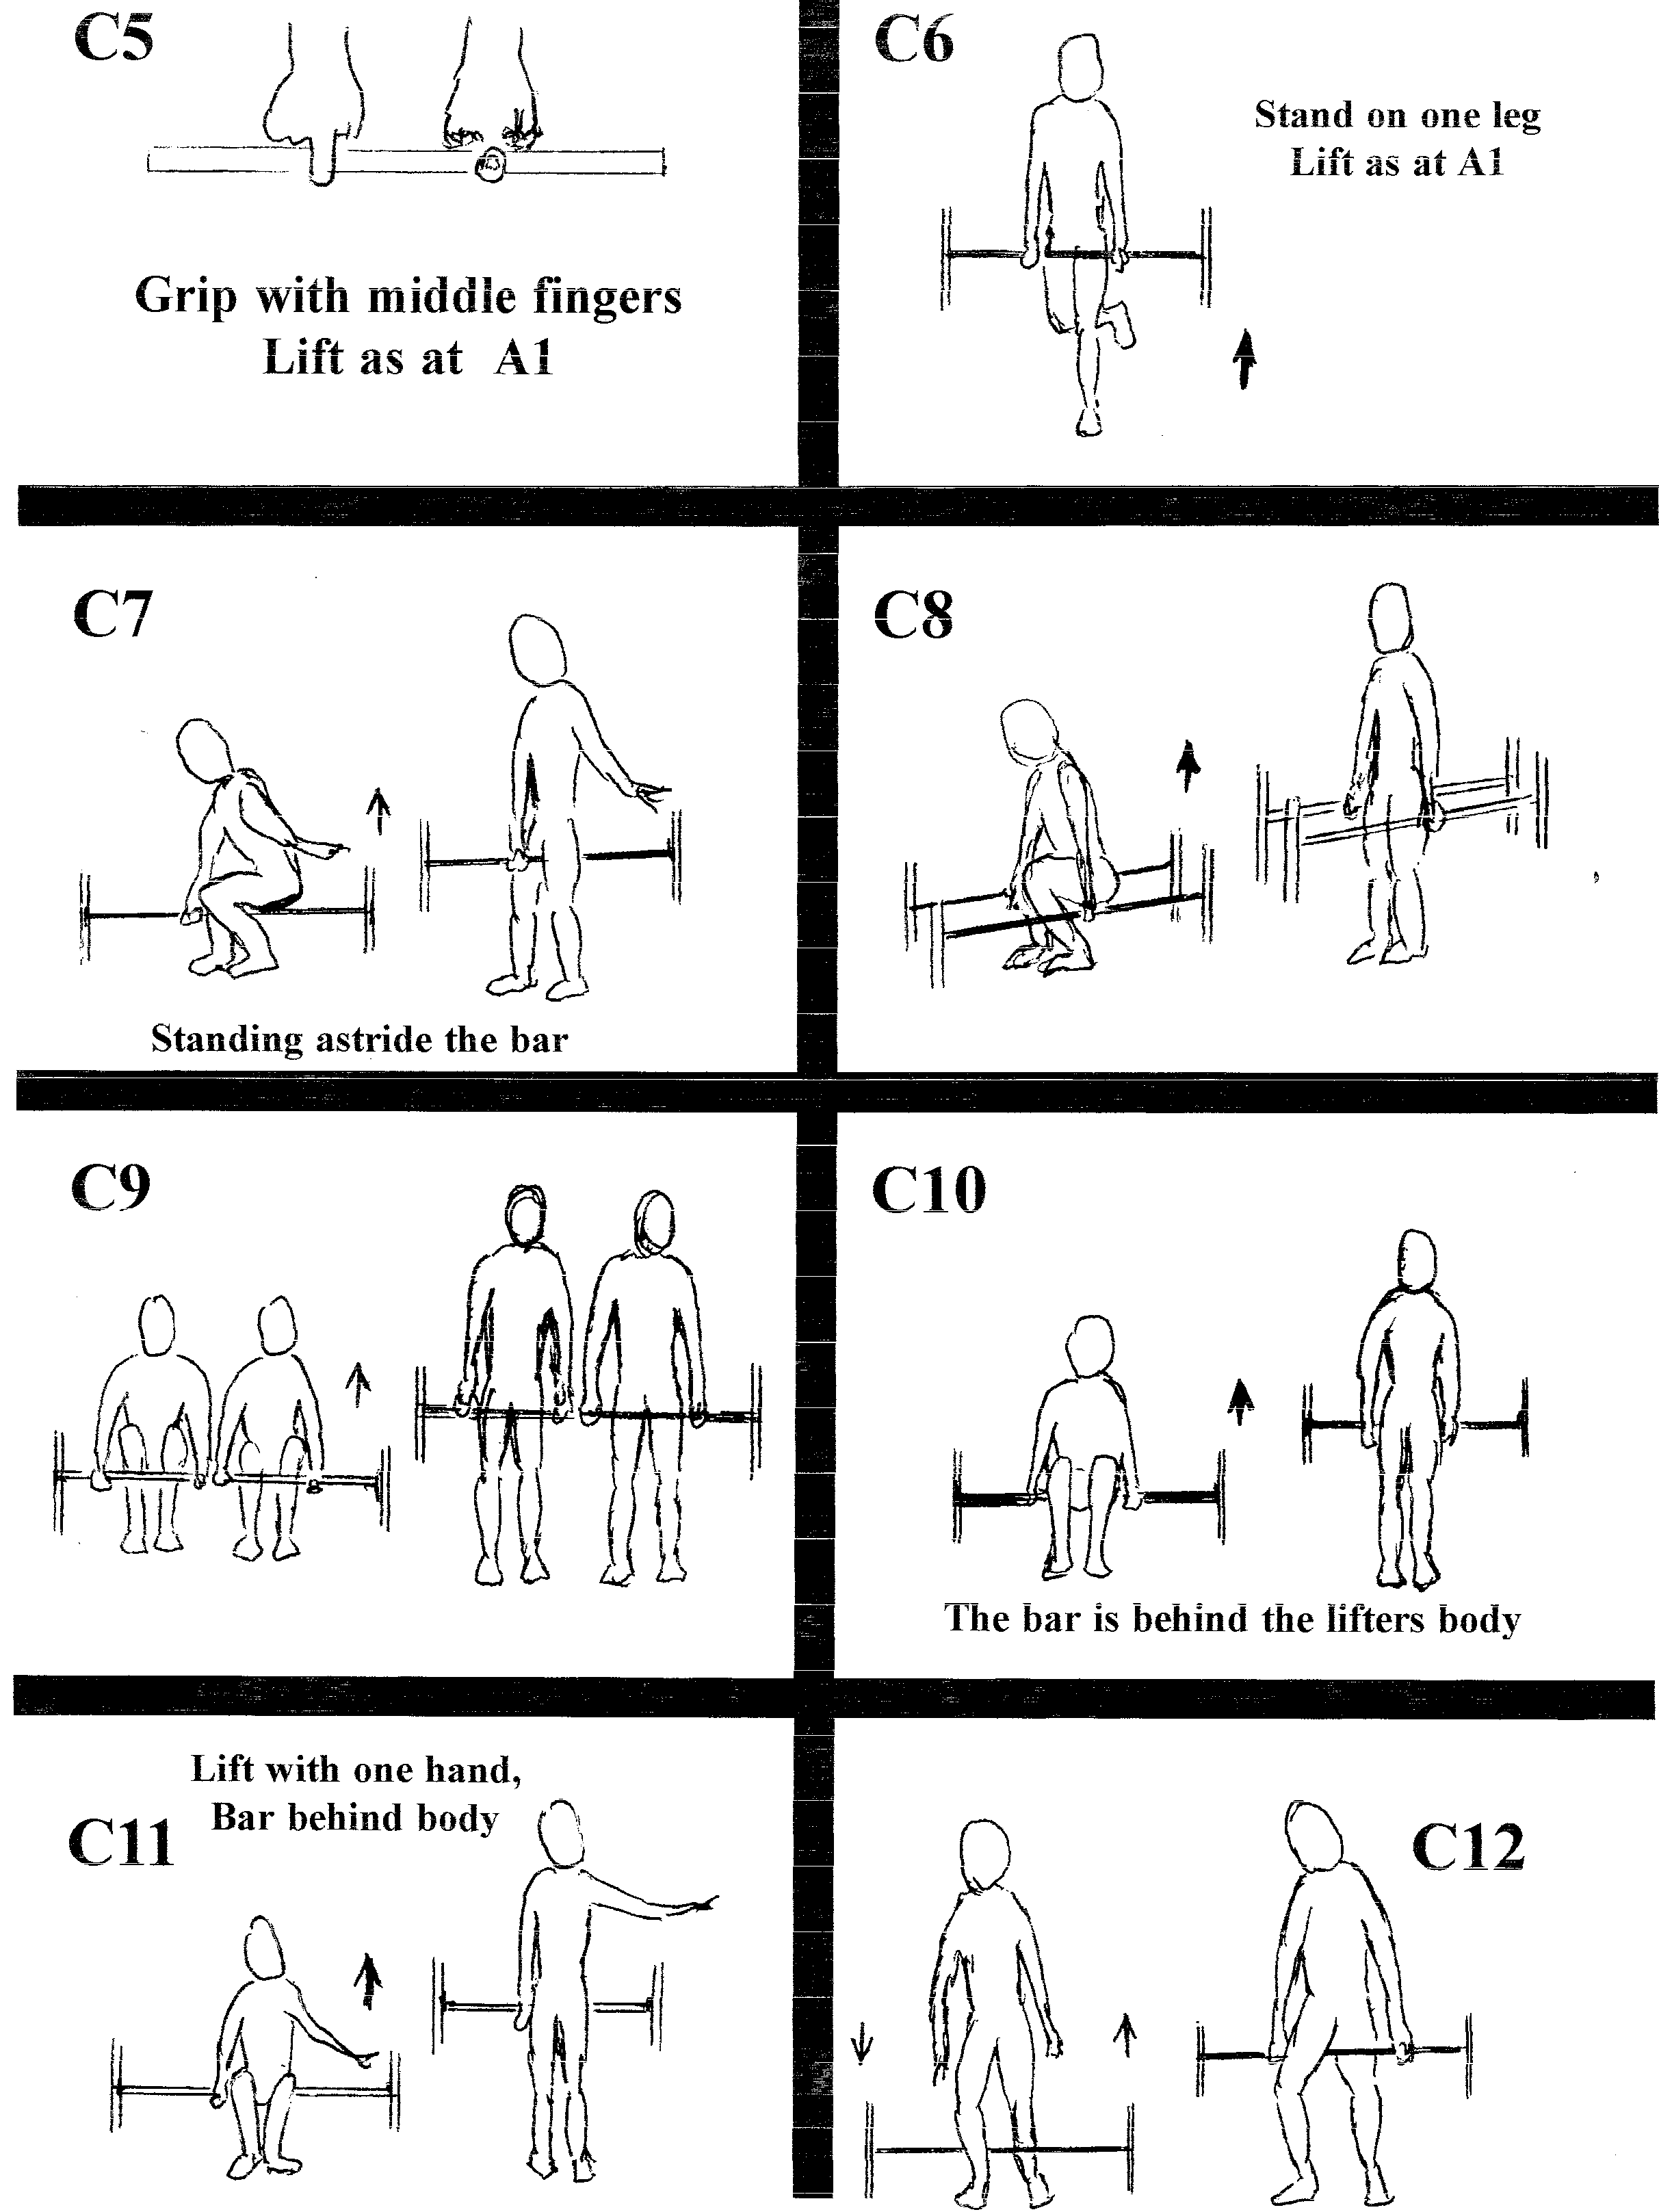 C5
Grip with middle fingers
Lift as at A1
C6
Stand on one leg
Lift as at A1
C7
Standing astride the bar
C8
C9
C10
The bar is behind the lifters body
Lift with one hand,
Bar behind body
C11
C12